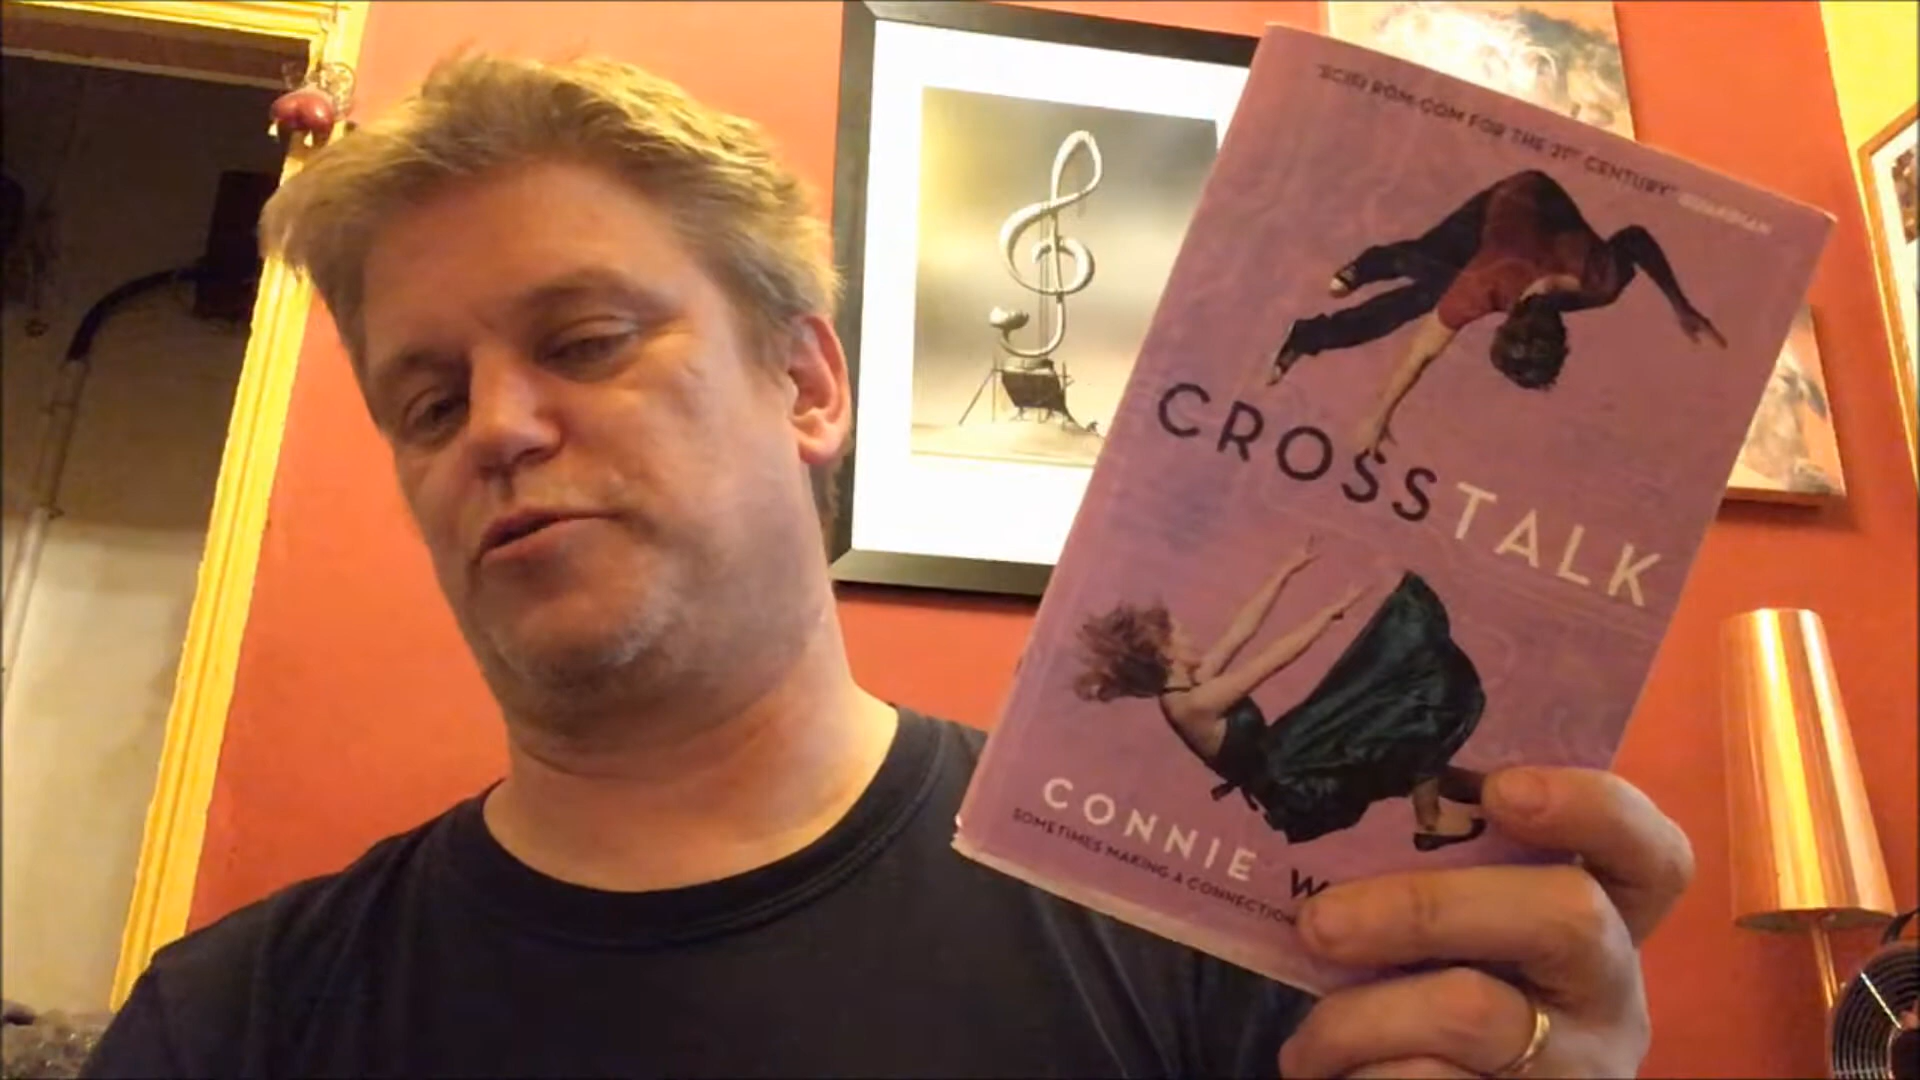 'SCIFI ROM-COM FOR THE 21ST CENTURY' GUARDIAN
CROSSTALK
CONNIE W
SOMETIMES MAKING A CONNECTION